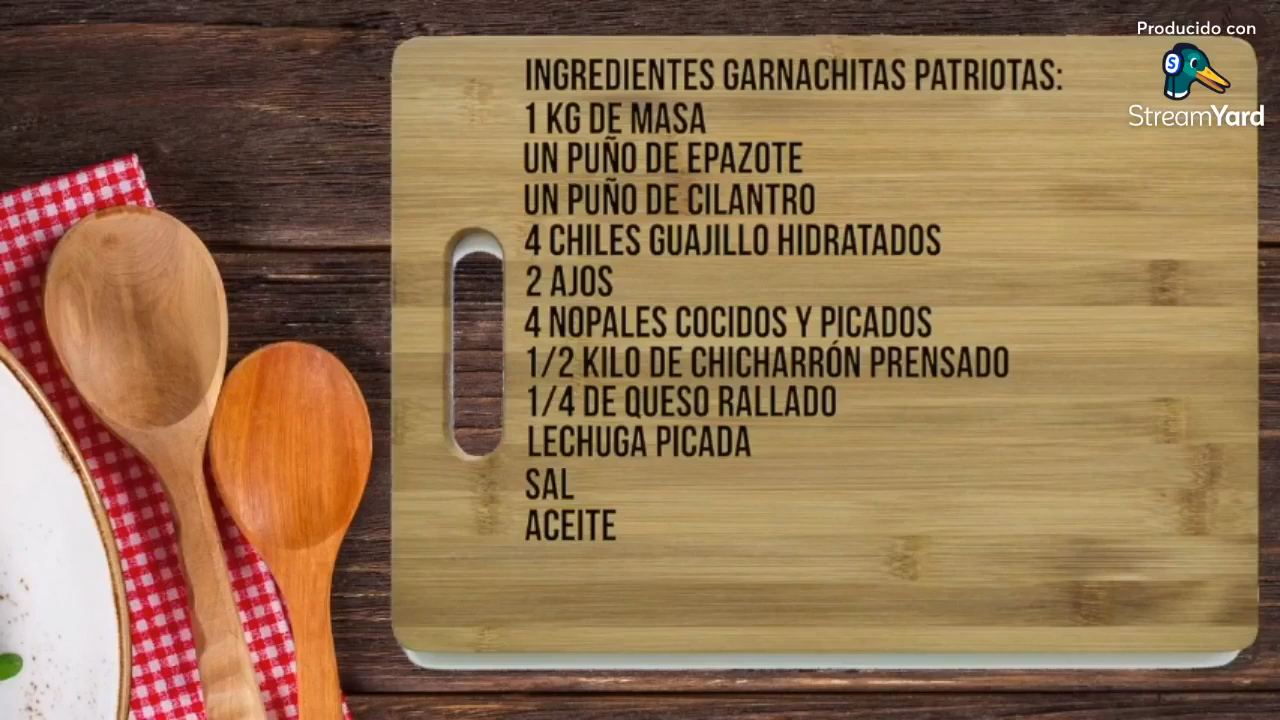 Producido con
StreamYard
INGREDIENTES GARNACHITAS PATRIOTAS:
1 KG DE MASA
UN PUÑO DE EPAZOTE
UN PUÑO DE CILANTRO
4 CHILES GUAJILLO HIDRATADOS
2 AJOS
4 NOPALES COCIDOS Y PICADOS
1/2 KILO DE CHICHARRÓN PRENSADO
1/4 DE QUESO RALLADO
LECHUGA PICADA
SAL
ACEITE